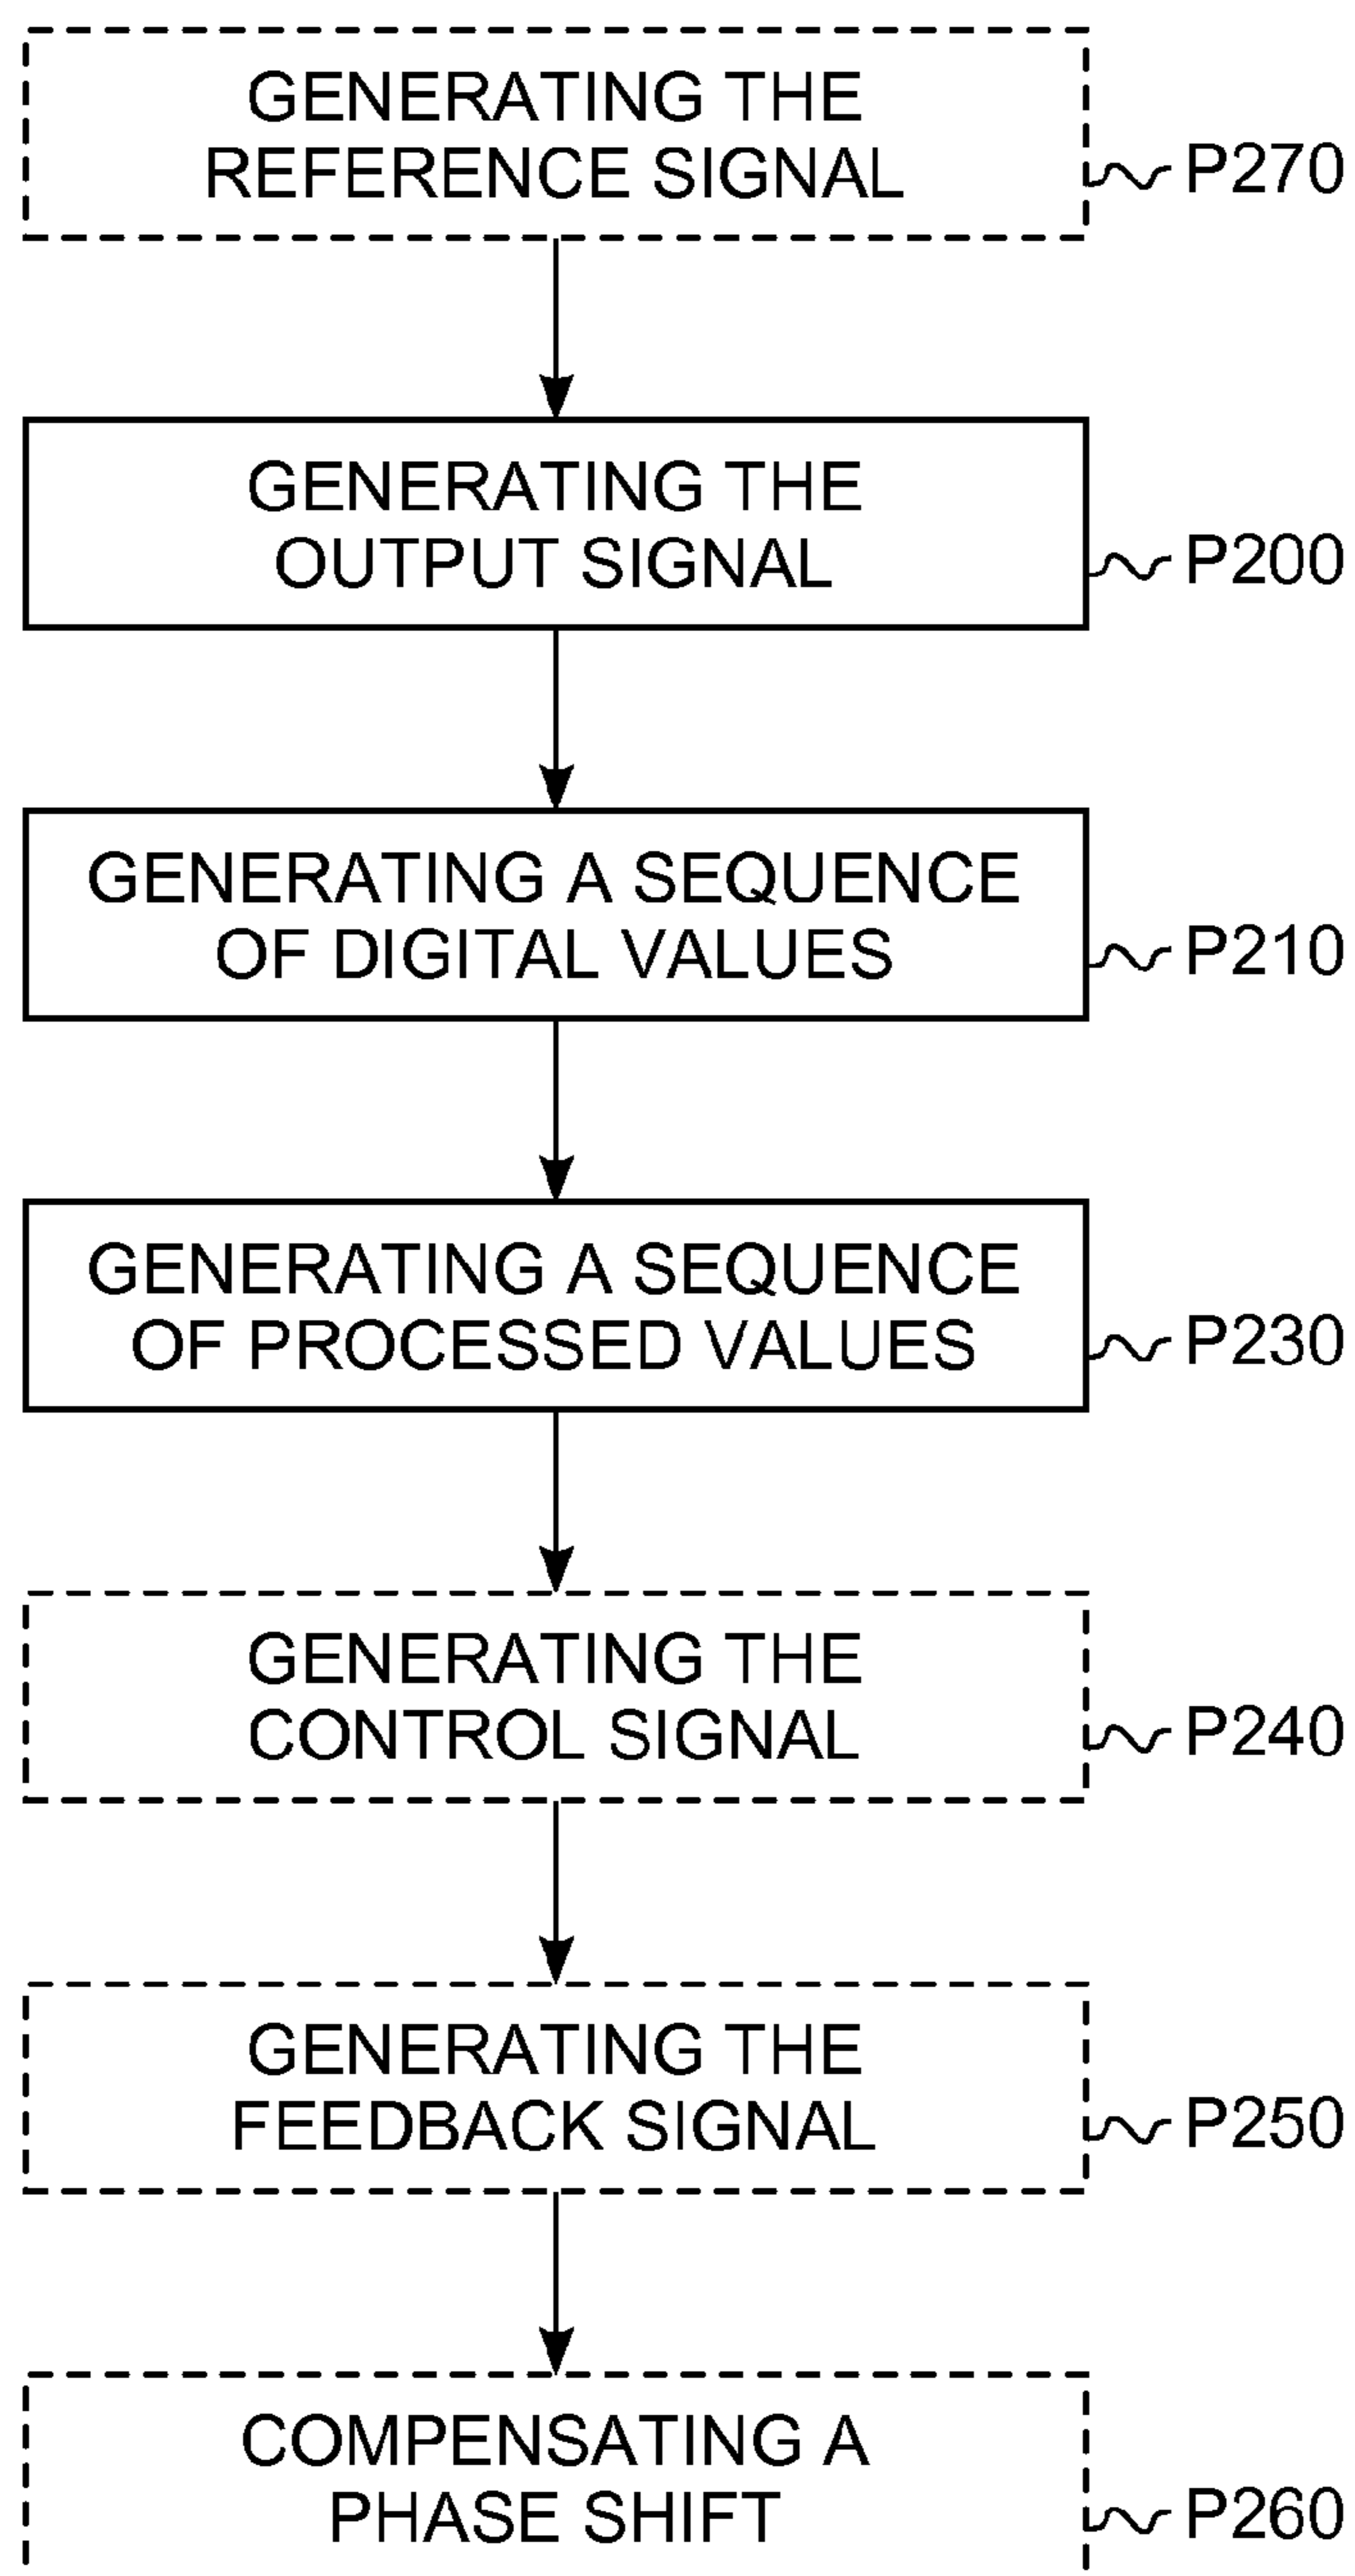 GENERATING THE
REFERENCE SIGNAL
P270
GENERATING THE
OUTPUT SIGNAL
P200
GENERATING A SEQUENCE
OF DIGITAL VALUES
P210
GENERATING A SEQUENCE
OF PROCESSED VALUES
P230
GENERATING THE
CONTROL SIGNAL
P240
GENERATING THE
FEEDBACK SIGNAL
P250
COMPENSATING A
PHASE SHIFT
P260